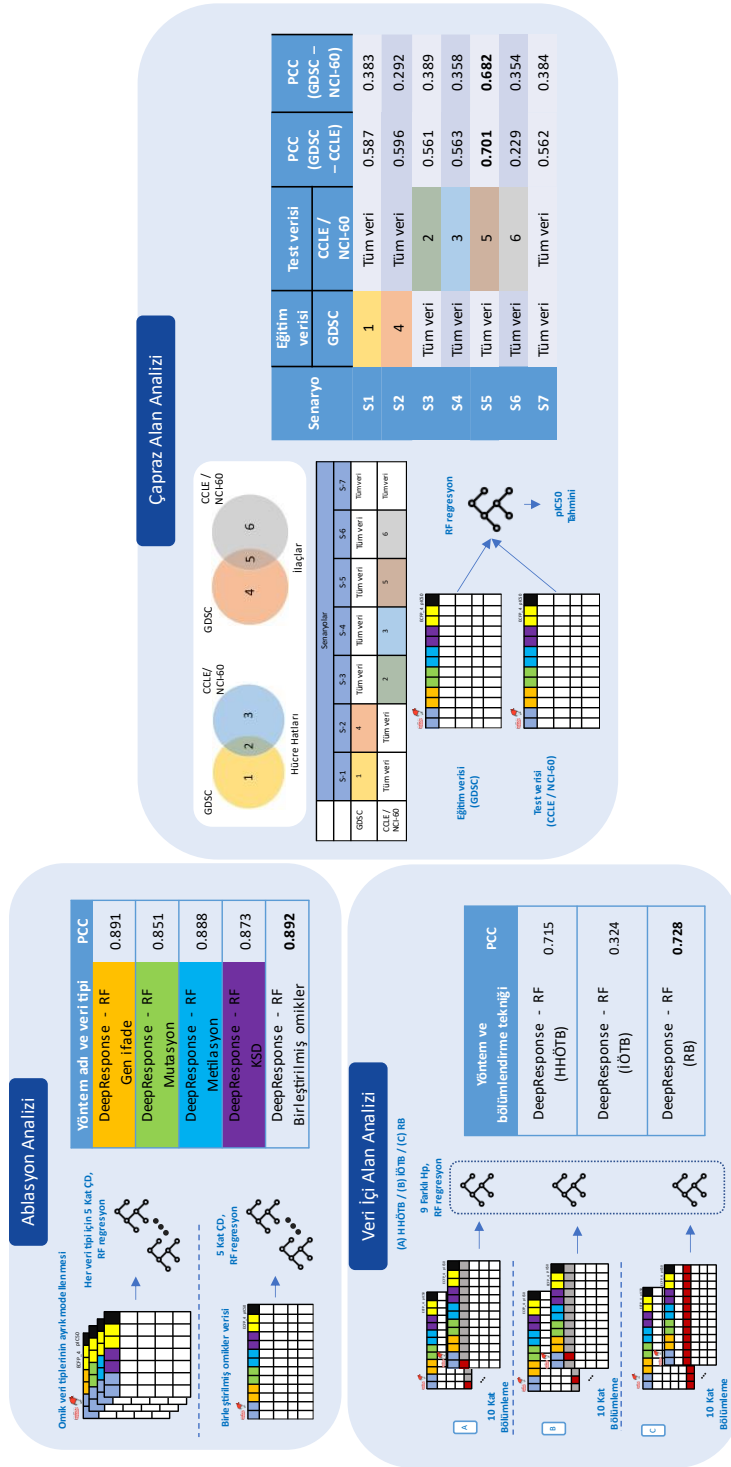 Ablasyon Analizi
Omik veri tiplerinin ayrık modellenmesi
ECFP_4 pIC50
Her veri tipi için 5 Kat ÇD,
RF regresyon
Birleştirilmiş omikler verisi
5 Kat ÇD,
RF regresyon
Yöntem adı ve veri tipi PCC
DeepResponse - RF
Gen ifade 0.891
DeepResponse - RF
Mutasyon 0.851
DeepResponse - RF
Metilasyon 0.888
DeepResponse - RF
KSD 0.873
DeepResponse - RF
Birleştirilmiş omikler 0.892
Veri İçi Alan Analizi
(A) HHÖTB / (B) İÖTB / (C) RB
9 Farklı Hp,
RF regresyon
A
10 Kat
Bölümleme
B
10 Kat
Bölümleme
C
10 Kat
Bölümleme
Yöntem ve
bölümlendirme tekniği PCC
DeepResponse - RF
(HHÖTB) 0.715
DeepResponse - RF
(İÖTB) 0.324
DeepResponse - RF
(RB) 0.728
Çapraz Alan Analizi
GDSC CCLE/
NCI-60
1 2 3
Hücre Hatları
GDSC CCLE /
NCI-60
4 5 6
İlaçlar
Senaryolar
S-1 S-2 S-3 S-4 S-5 S-6 S-7
GDSC 1 4 Tüm veri Tüm veri Tüm veri Tüm veri Tüm veri
CCLE/
NCI-60 Tüm veri Tüm veri 2 3 5 6 Tüm veri
Eğitim verisi
(GDSC)
ECFP_4 pIC50
Test verisi
(CCLE / NCI-60)
ECFP_4 pIC50
RF regresyon
pIC50
Tahmini
Senaryo Eğitim
verisi Test verisi PCC
(GDSC
– CCLE) PCC
(GDSC –
NCI-60)
GDSC CCLE /
NCI-60
S1 1 Tüm veri 0.587 0.383
S2 4 Tüm veri 0.596 0.292
S3 Tüm veri 2 0.561 0.389
S4 Tüm veri 3 0.563 0.358
S5 Tüm veri 5 0.701 0.682
S6 Tüm veri 6 0.229 0.354
S7 Tüm veri Tüm veri 0.562 0.384